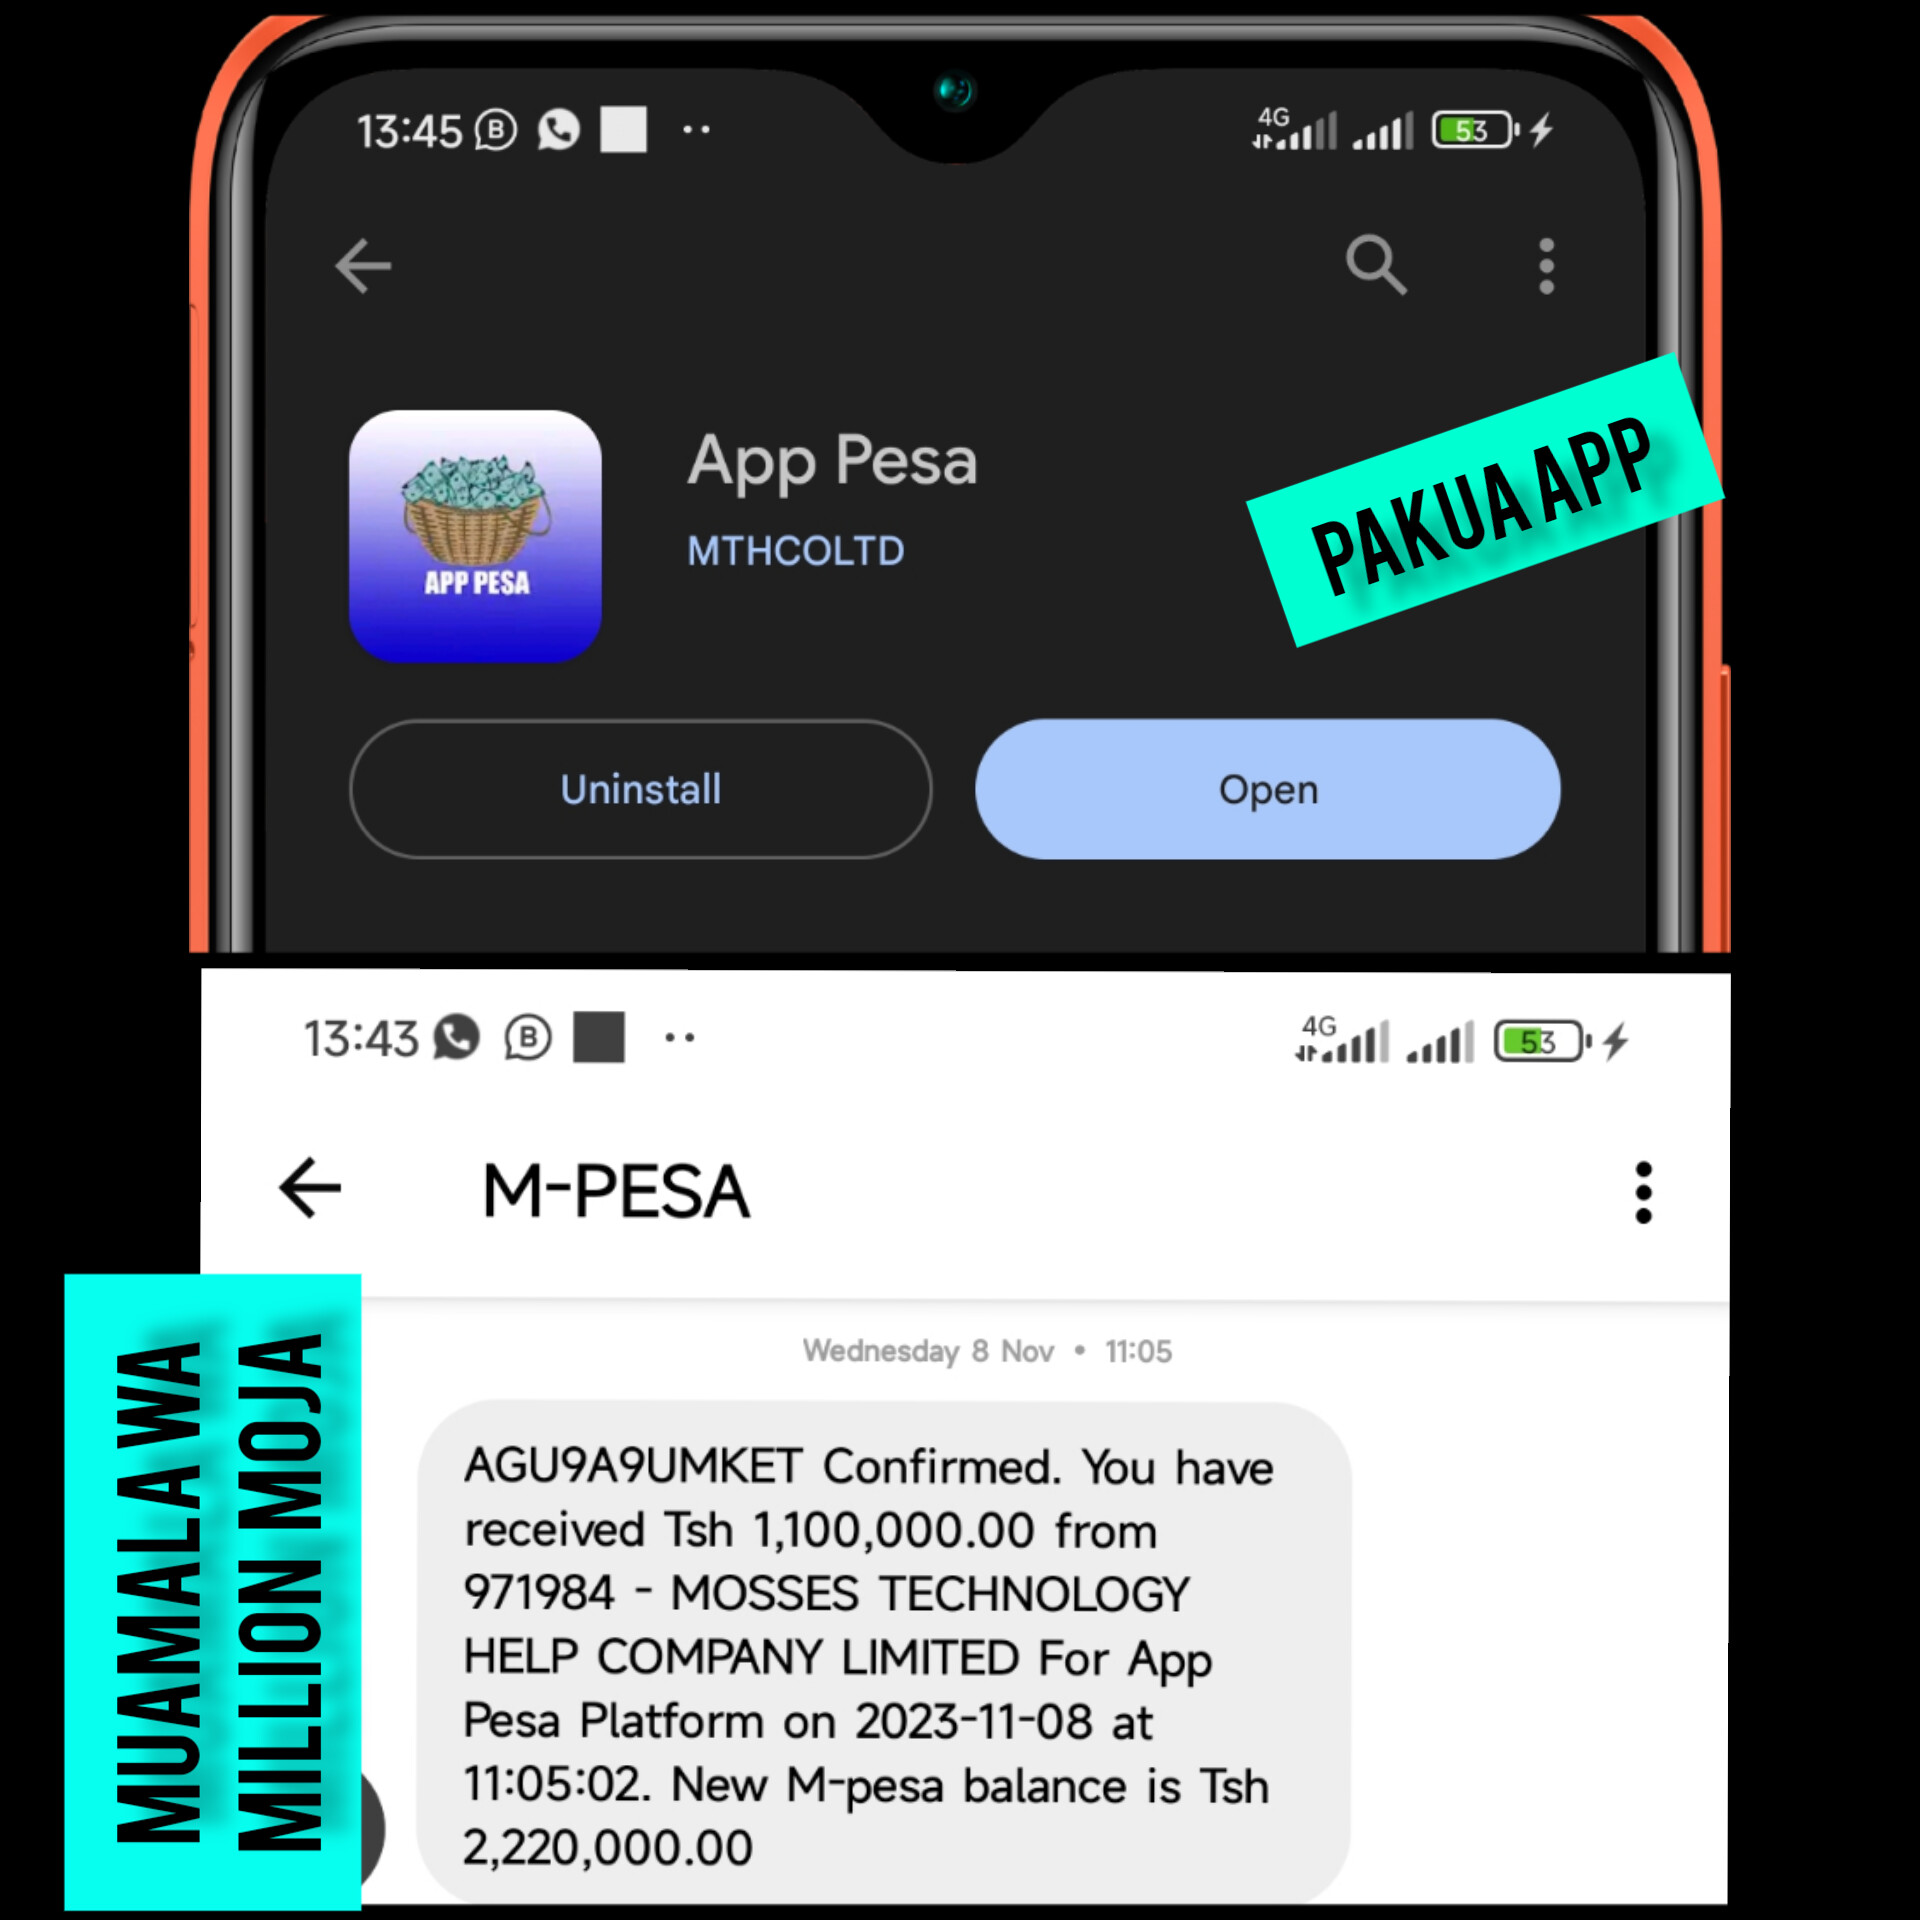 13:45
4G
53
App Pesa
MTHCOLTD
APP PESA
PAKUA APP
Uninstall
Open
13:43
4G
53
M-PESA
Wednesday 8 Nov • 11:05
AGU9A9UMKET Confirmed. You have
received Tsh 1,100,000.00 from
971984 - MOSSES TECHNOLOGY
HELP COMPANY LIMITED For App
Pesa Platform on 2023-11-08 at
11:05:02. New M-pesa balance is Tsh
2,220,000.00
MUAMALA WA
MILLION MOJA